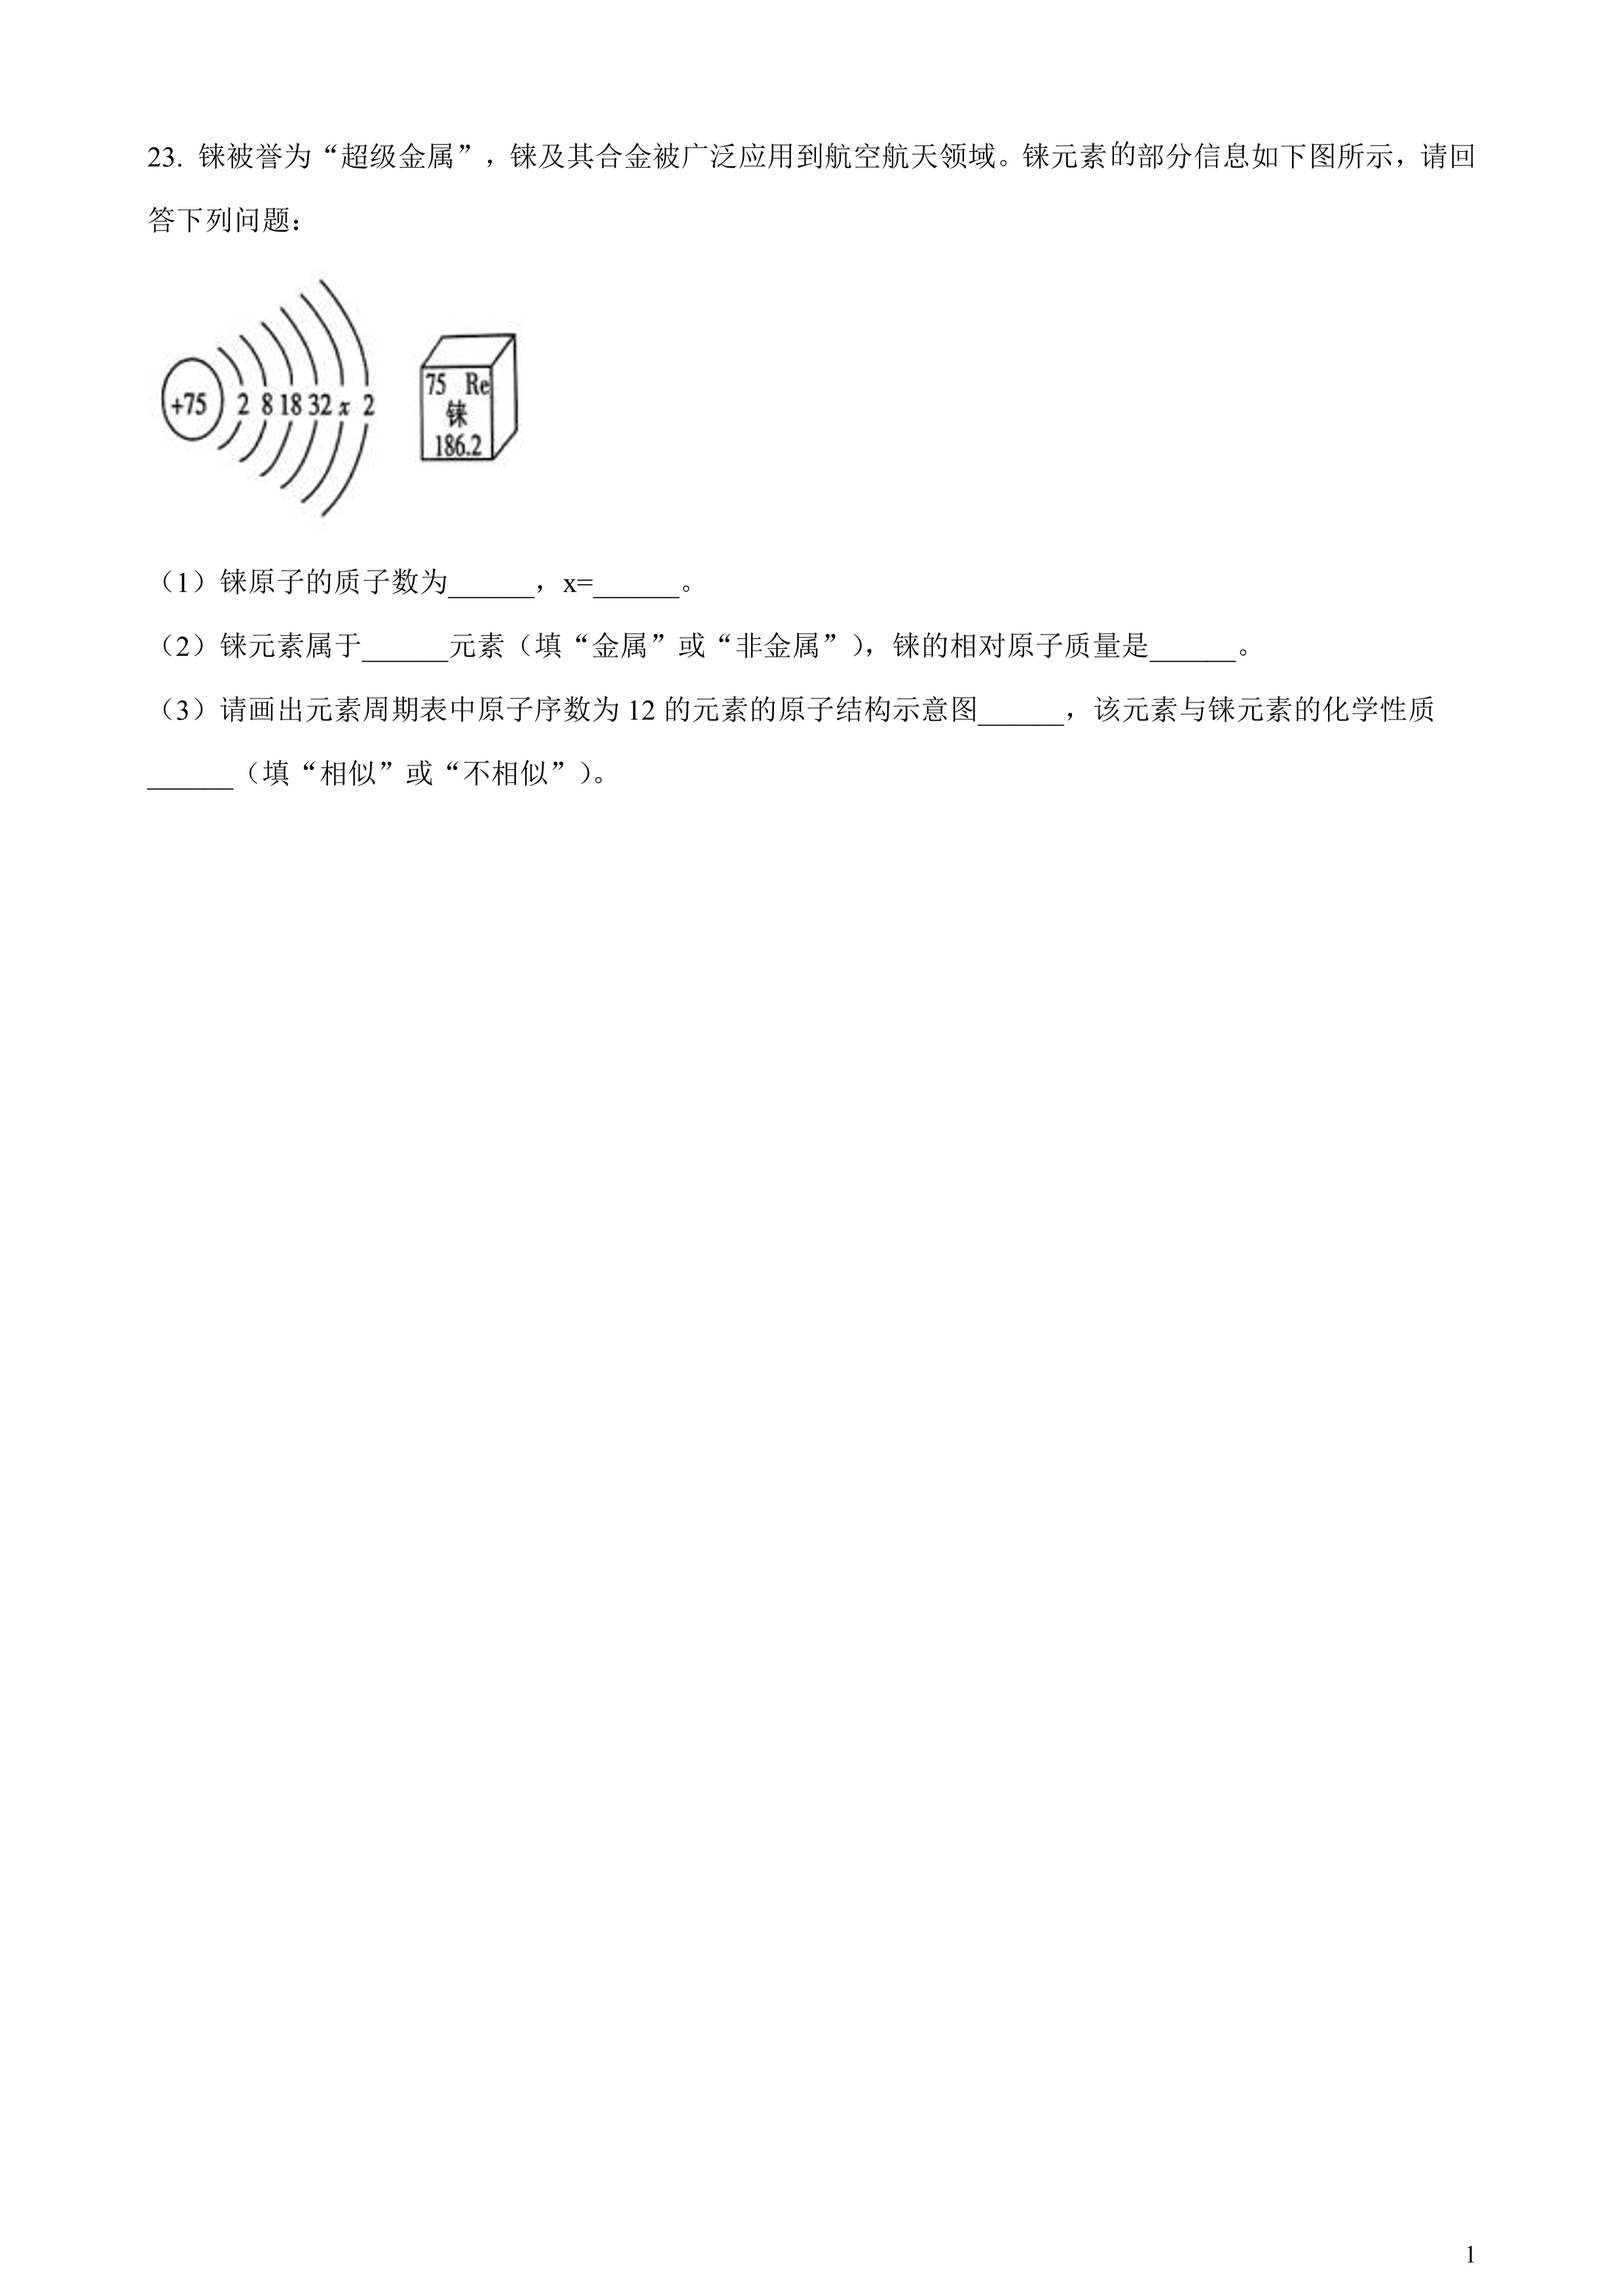 23. 铼被誉为“超级金属”，铼及其合金被广泛应用到航空航天领域。铼元素的部分信息如下图所示，请回
答下列问题：
+75 2 8 18 32 x 2
75 Re
铼
186.2
（1）铼原子的质子数为______，x=______。
（2）铼元素属于______元素（填“金属”或“非金属”），铼的相对原子质量是______。
（3）请画出元素周期表中原子序数为 12 的元素的原子结构示意图______，该元素与铼元素的化学性质
______（填“相似”或“不相似”）。
1